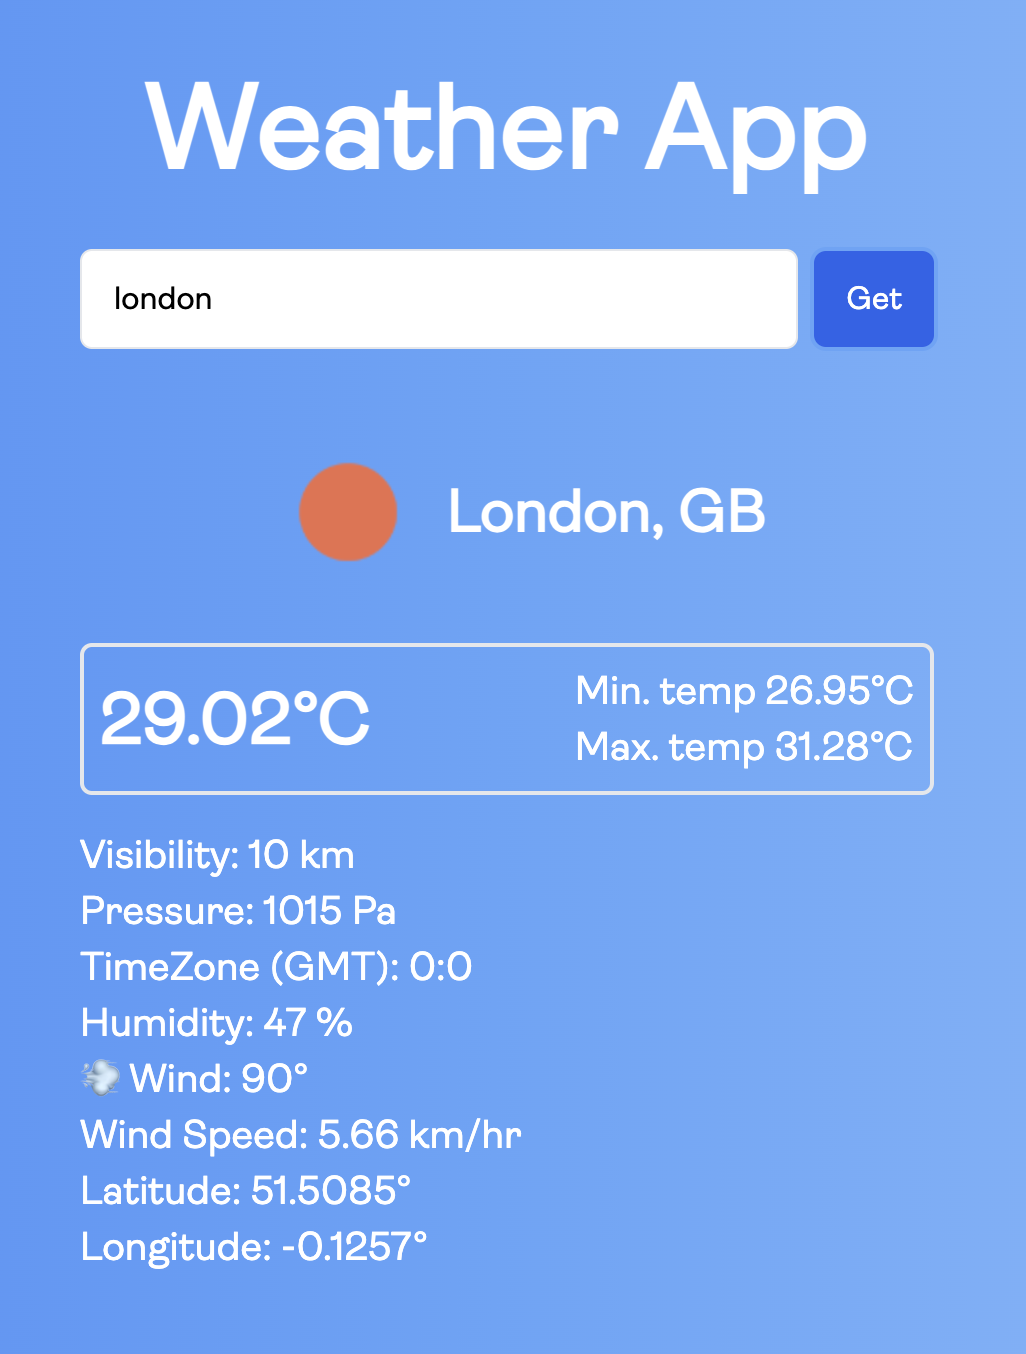 Weather App
london
Get
London, GB
29.02°C
Min. temp 26.95°C
Max. temp 31.28°C
Visibility: 10 km
Pressure: 1015 Pa
TimeZone (GMT): 0:0
Humidity: 47 %
💨 Wind: 90°
Wind Speed: 5.66 km/hr
Latitude: 51.5085°
Longitude: -0.1257°